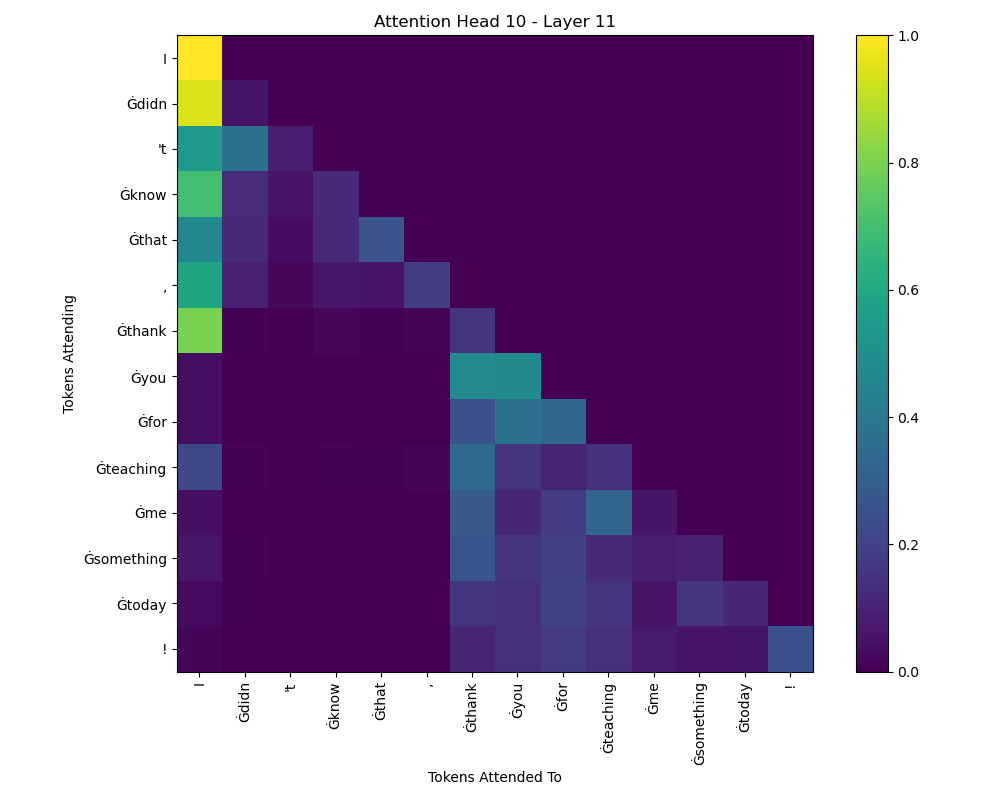 Attention Head 10 - Layer 11
I
Ġdidn
't
Ġknow
Ġthat
,
Ġthank
Ġyou
Ġfor
Ġteaching
Ġme
Ġsomething
Ġtoday
!
Tokens Attending
I
Ġdidn
't
Ġknow
Ġthat
,
Ġthank
Ġyou
Ġfor
Ġteaching
Ġme
Ġsomething
Ġtoday
!
Tokens Attended To
1.0
0.8
0.6
0.4
0.2
0.0